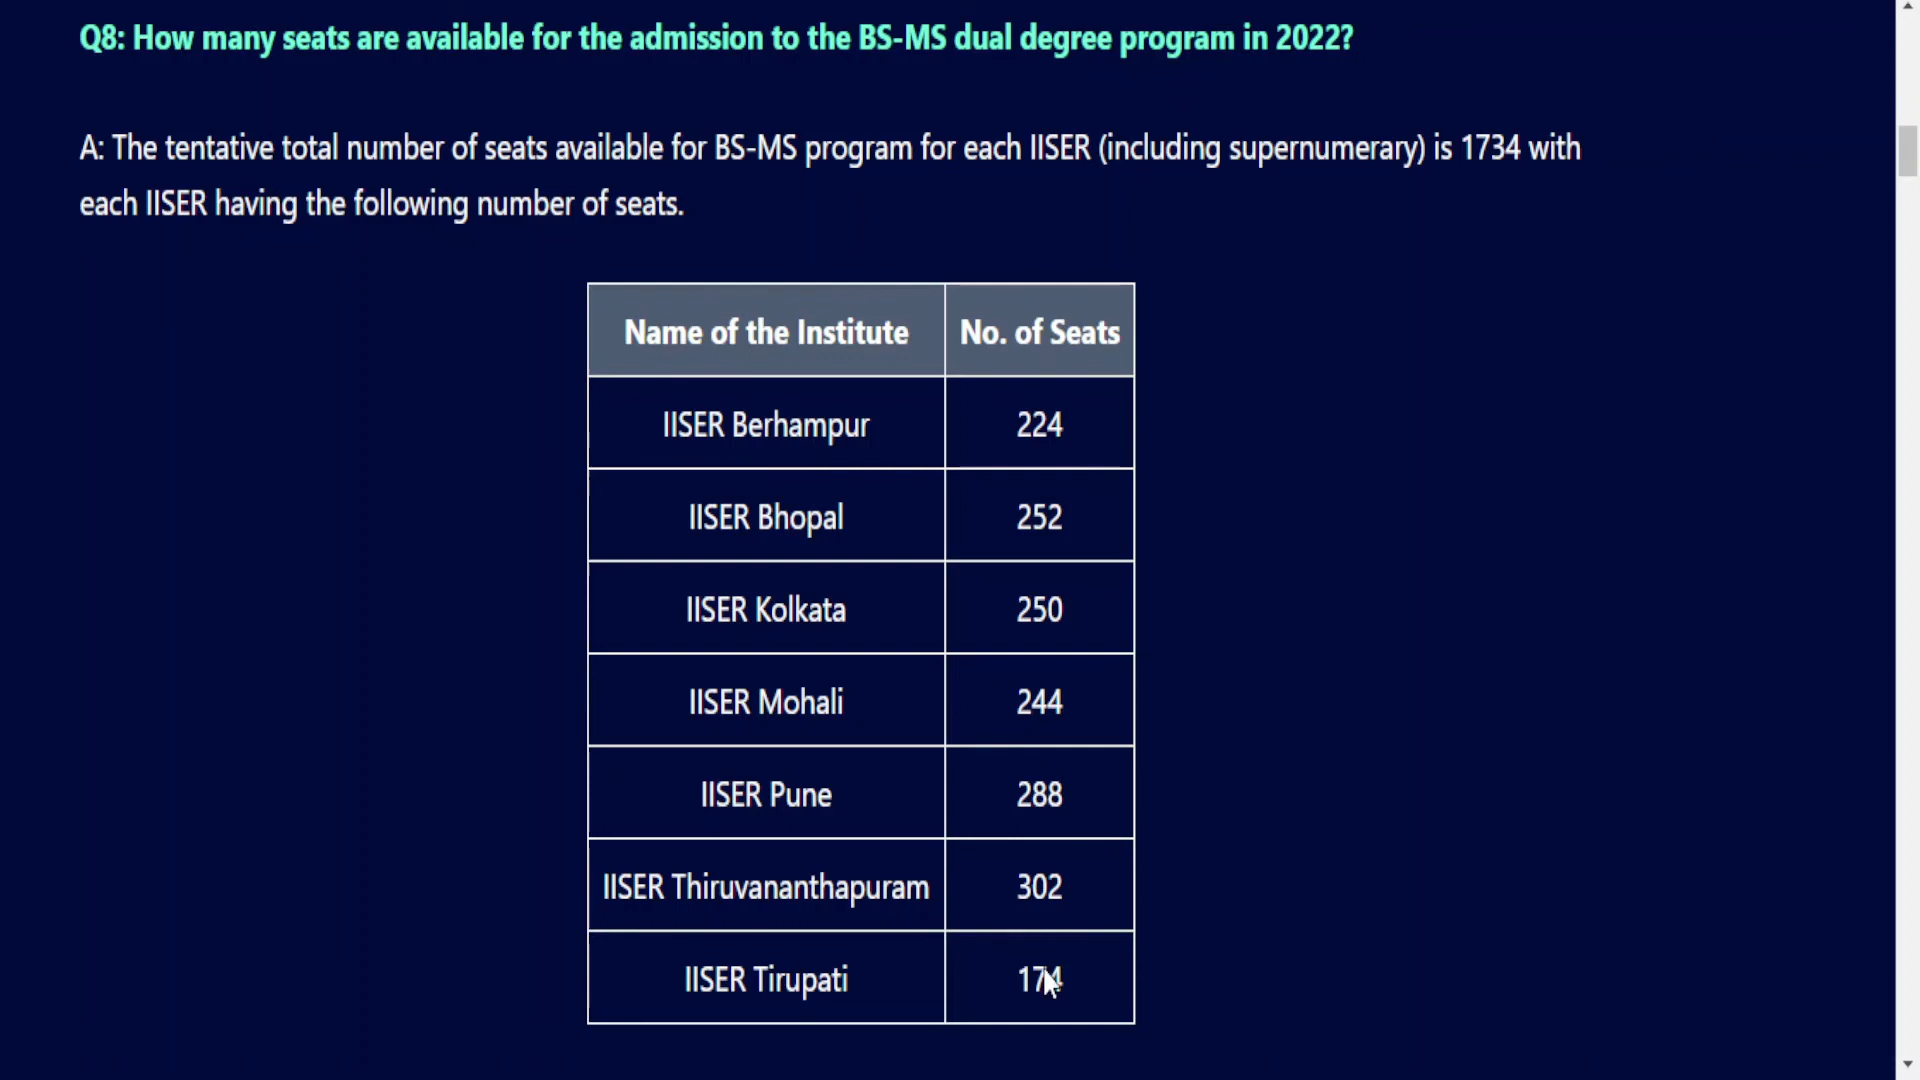 Q8: How many seats are available for the admission to the BS-MS dual degree program in 2022?
A: The tentative total number of seats available for BS-MS program for each IISER (including supernumerary) is 1734 with
each IISER having the following number of seats.
Name of the Institute No. of Seats
IISER Berhampur 224
IISER Bhopal 252
IISER Kolkata 250
IISER Mohali 244
IISER Pune 288
IISER Thiruvananthapuram 302
IISER Tirupati 174